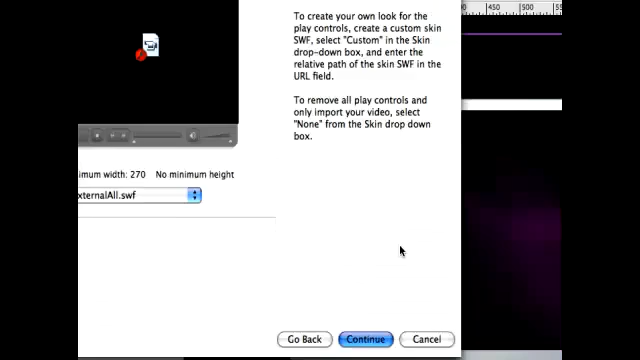 450
500
55
To create your own look for the
play controls, create a custom skin
SWF, select "Custom" in the Skin
drop-down box, and enter the
relative path of the skin SWF in the
URL field.
To remove all play controls and
only import your video, select
"None" from the Skin drop down
box.
imum width: 270 No minimum height
xternalAll.swf
Go Back
Continue
Cancel